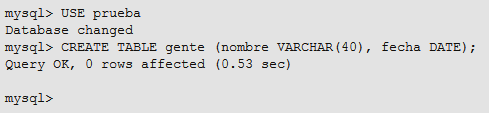 mysql> USE prueba
Database changed
mysql> CREATE TABLE gente (nombre VARCHAR(40), fecha DATE);
Query OK, 0 rows affected (0.53 sec)
mysql>